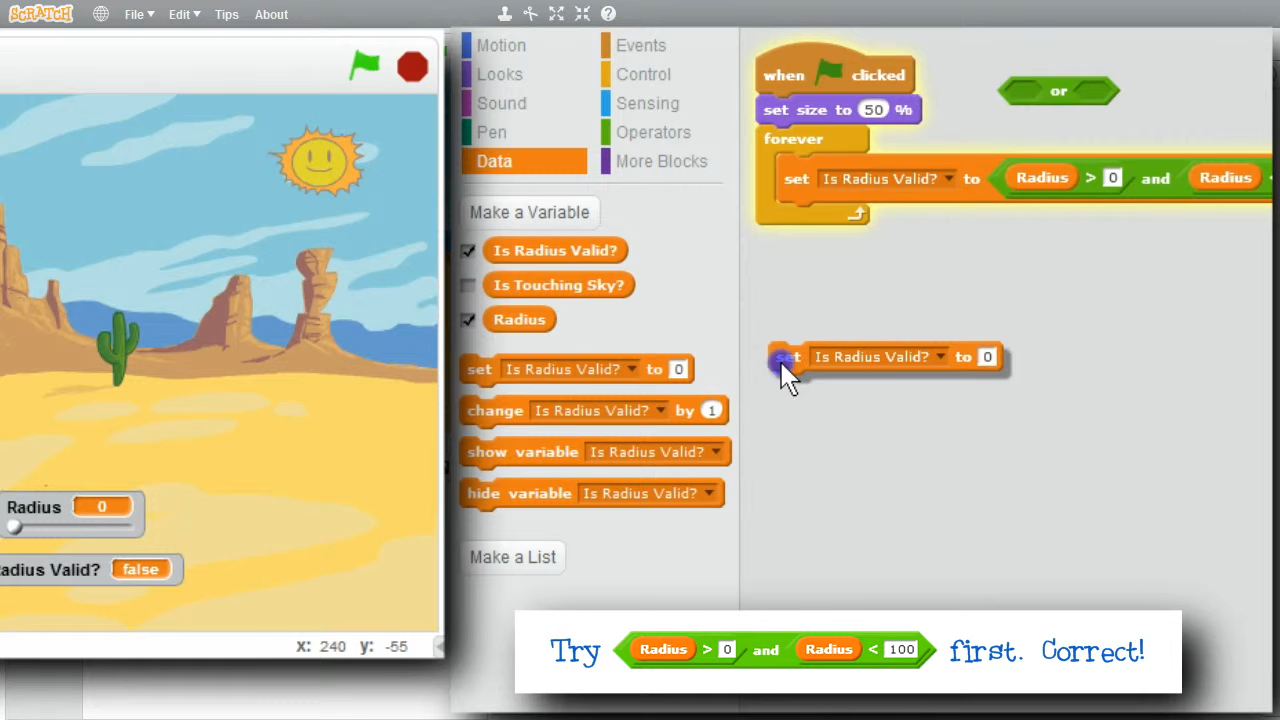 SCRATCH File Edit Tips About
Motion Events
Looks Control
Sound Sensing
Pen Operators
Data More Blocks
Make a Variable
Is Radius Valid?
Is Touching Sky?
Radius
set Is Radius Valid? to 0
change Is Radius Valid? by 1
show variable Is Radius Valid?
hide variable Is Radius Valid?
Make a List
when clicked
set size to 50 %
forever
set Is Radius Valid? to Radius > 0 and Radius
or
set Is Radius Valid? to 0
Radius 0
Radius Valid? false
x: 240 y: -55
Try Radius > 0 and Radius < 100 first. Correct!